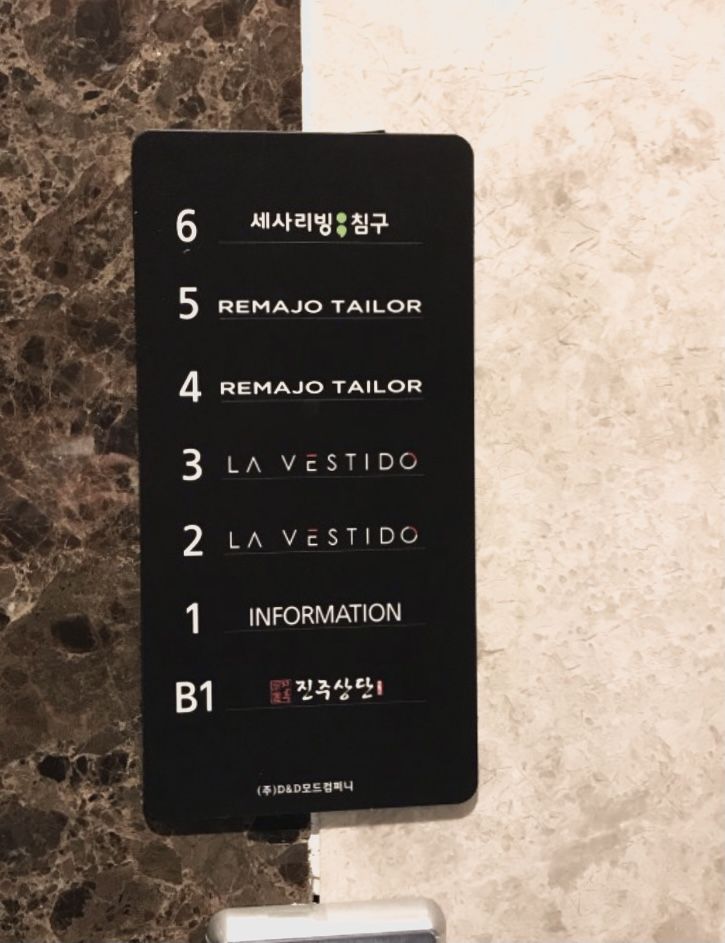 6 세사리빙 침구
5 REMAJO TAILOR
4 REMAJO TAILOR
3 LA VESTIDO
2 LA VESTIDO
1 INFORMATION
B1 진주상단
(주)D&D모드컴퍼니